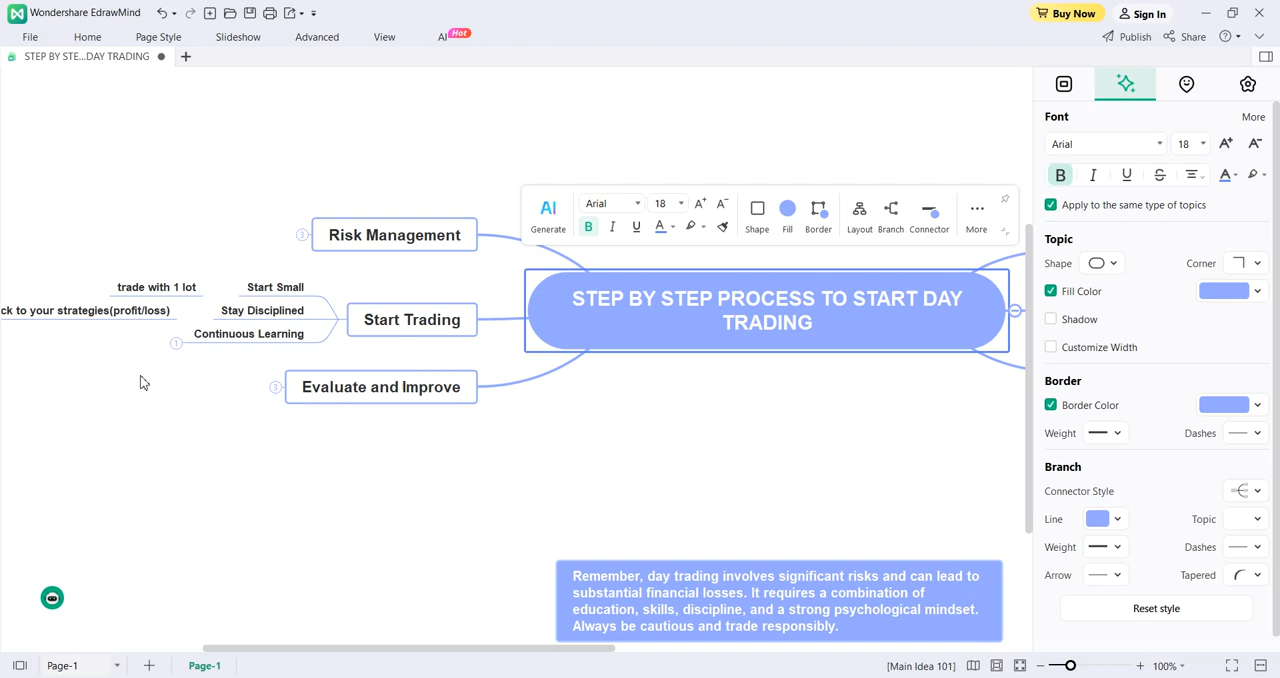 Wondershare EdrawMind
Buy Now
Sign In
File Home Page Style Slideshow Advanced View AI Hot
Publish Share
STEP BY STE...DAY TRADING
Font More
Arial 18 A+ A-
B I U S A
Apply to the same type of topics
Topic
Shape Corner
Fill Color
Shadow
Customize Width
Border
Border Color
Weight Dashes
Branch
Connector Style
Line Topic
Weight Dashes
Arrow Tapered
Reset style
AI Arial 18 A+ A-
Generate B I U A Shape Fill Border Layout Branch Connector More
3 Risk Management
trade with 1 lot Start Small
ck to your strategies(profit/loss) Stay Disciplined
1 Continuous Learning
Start Trading
3 Evaluate and Improve
STEP BY STEP PROCESS TO START DAY
TRADING
Remember, day trading involves significant risks and can lead to
substantial financial losses. It requires a combination of
education, skills, discipline, and a strong psychological mindset.
Always be cautious and trade responsibly.
Page-1 Page-1 [Main Idea 101] 100%